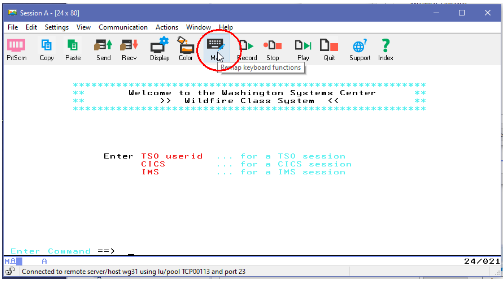 Session A - [24 x 80]
File Edit Settings View Communication Actions Window Help
PrtScrn Copy Paste Send Recv Display Color Record Stop Play Quit Support Index
Remap keyboard functions
*********************************************
** Welcome to the Washington Systems Center **
** >> Wildfire Class System << **
*********************************************
Enter TSO userid ... for a TSO session
CICS ... for a CICS session
IMS ... for a IMS session
Enter Command ==> _
A 24/021
Connected to remote server/host wg31 using lu/pool TCP00113 and port 23